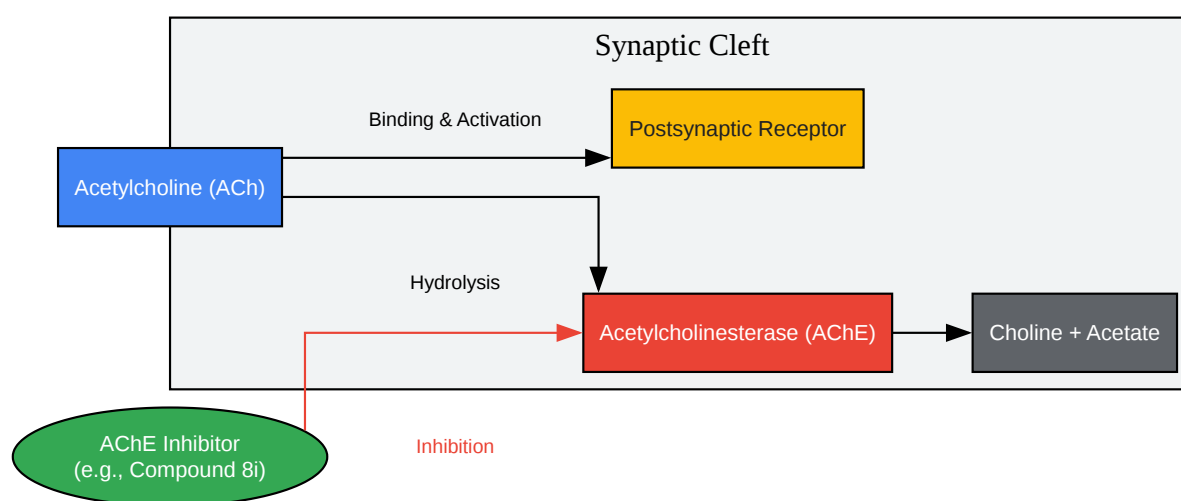 Synaptic Cleft
Binding & Activation
Postsynaptic Receptor
Acetylcholine (ACh)
Hydrolysis
Acetylcholinesterase (AChE)
Choline + Acetate
AChE Inhibitor
(e.g., Compound 8i)
Inhibition